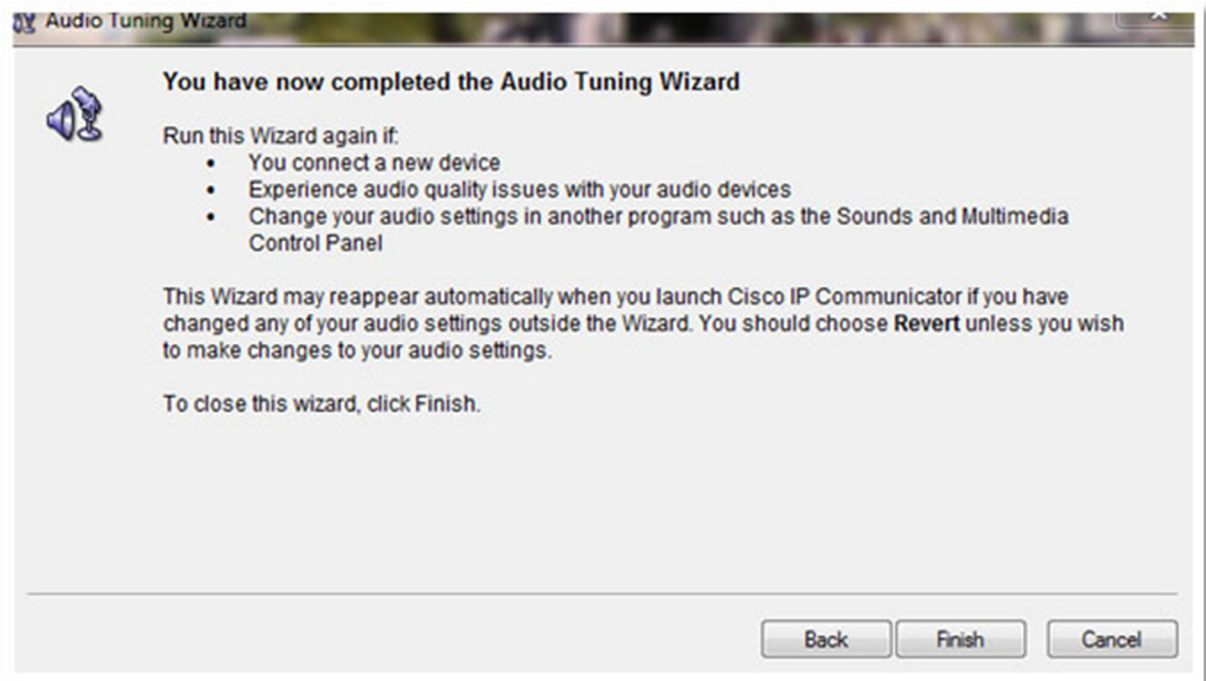 Audio Tuning Wizard
You have now completed the Audio Tuning Wizard
Run this Wizard again if:
• You connect a new device
• Experience audio quality issues with your audio devices
• Change your audio settings in another program such as the Sounds and Multimedia
Control Panel
This Wizard may reappear automatically when you launch Cisco IP Communicator if you have
changed any of your audio settings outside the Wizard. You should choose Revert unless you wish
to make changes to your audio settings.
To close this wizard, click Finish.
Back Finish Cancel